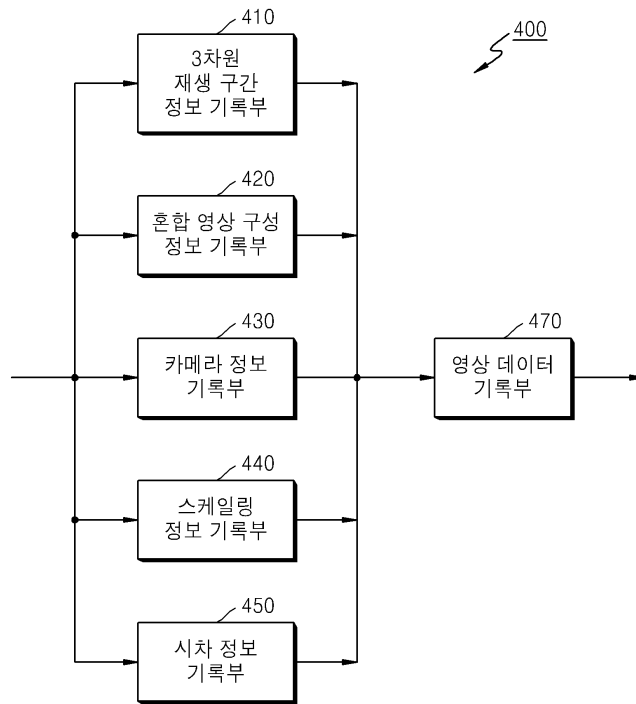 410
400
3차원
재생 구간
정보 기록부
420
혼합 영상 구성
정보 기록부
430
카메라 정보
기록부
470
영상 데이터
기록부
440
스케일링
정보 기록부
450
시차 정보
기록부